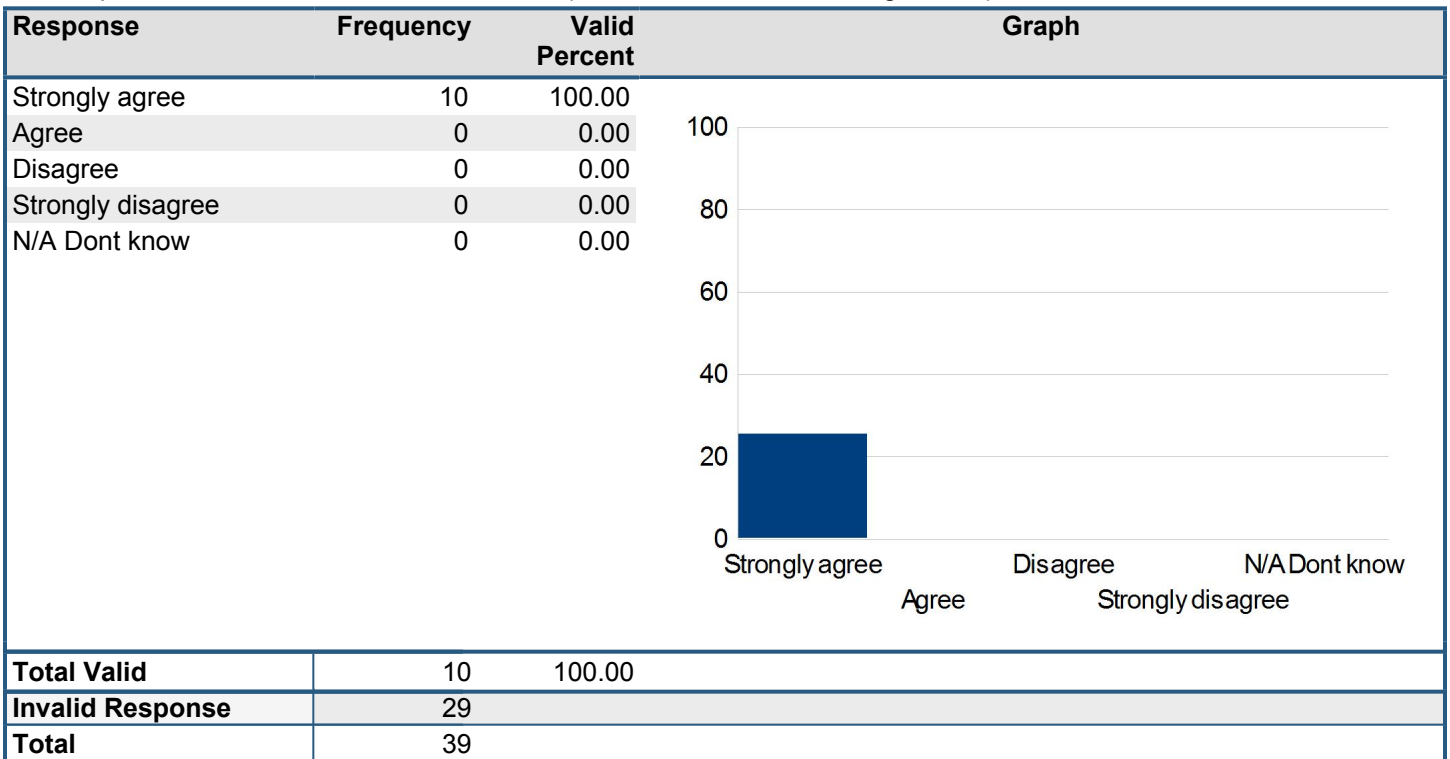 Response Frequency Valid Percent Graph
Strongly agree 10 100.00
Agree 0 0.00
Disagree 0 0.00
Strongly disagree 0 0.00
N/A Dont know 0 0.00
100
80
60
40
20
0
Strongly agree Disagree N/A Dont know
Agree Strongly disagree
Total Valid 10 100.00
Invalid Response 29
Total 39